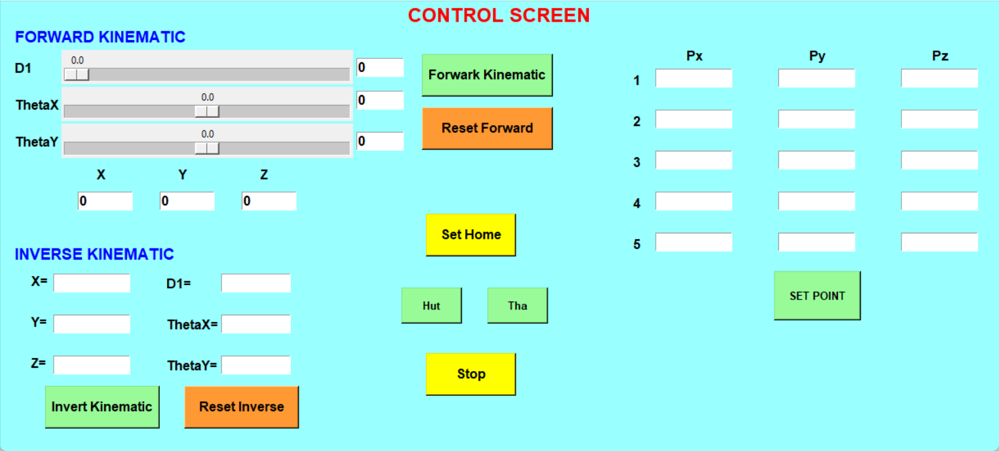 CONTROL SCREEN
FORWARD KINEMATIC
D1
0.0
0
ThetaX
0.0
0
ThetaY
0.0
0
X Y Z
0 0 0
Forwark Kinematic
Reset Forward
Set Home
Hut Tha
Stop
INVERSE KINEMATIC
X= D1=
Y= ThetaX=
Z= ThetaY=
Invert Kinematic Reset Inverse
Px Py Pz
1
2
3
4
5
SET POINT